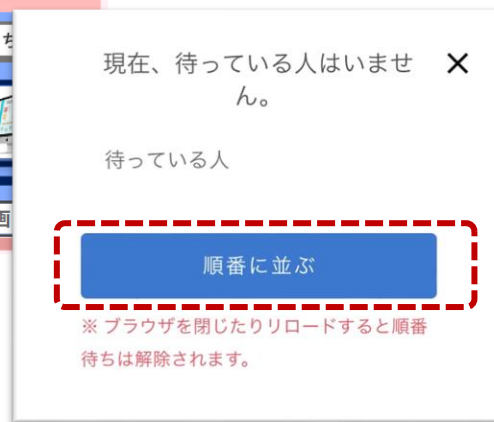 現在、待っている人はいませ
ん。
待っている人
順番に並ぶ
※ ブラウザを閉じたりリロードすると順番
待ちは解除されます。
画